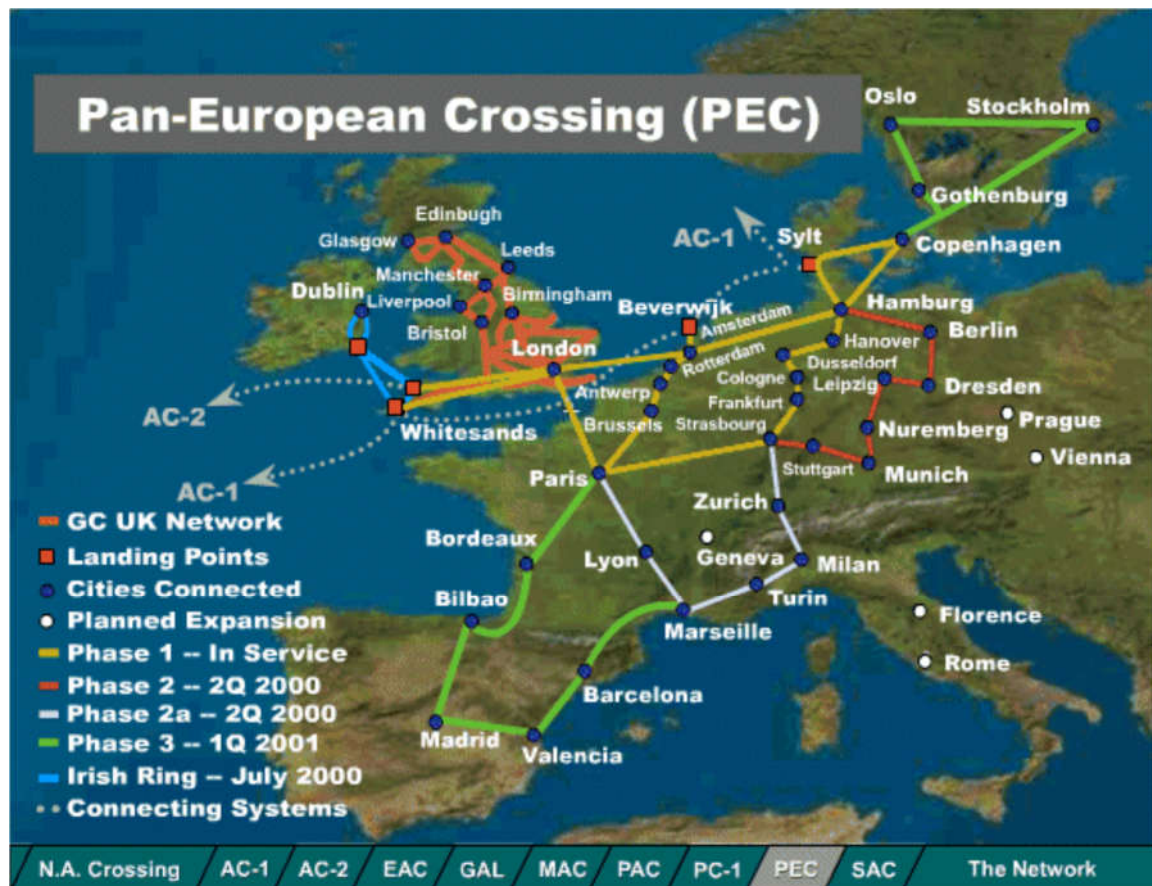 Pan-European Crossing (PEC)
Oslo
Stockholm
Gothenburg
Edinbugh
Glasgow
Leeds
AC-1
Sylt
Copenhagen
Manchester
Dublin
Liverpool
Birmingham
Beverwijk
Hamburg
Bristol
Amsterdam
Berlin
London
Rotterdam
Hanover
Dusseldorf
Antwerp
Cologne
Leipzig
Dresden
AC-2
Whitesands
Brussels
Frankfurt
Strasbourg
Nuremberg
Prague
Stuttgart
Vienna
AC-1
Paris
Munich
Zurich
GC UK Network
Landing Points
Cities Connected
Planned Expansion
Phase 1 -- In Service
Phase 2 -- 2Q 2000
Phase 2a -- 2Q 2000
Phase 3 -- 1Q 2001
Irish Ring -- July 2000
Connecting Systems
Bordeaux
Lyon
Geneva
Milan
Bilbao
Turin
Marseille
Florence
Rome
Barcelona
Madrid
Valencia
N.A. Crossing
AC-1
AC-2
EAC
GAL
MAC
PAC
PC-1
PEC
SAC
The Network